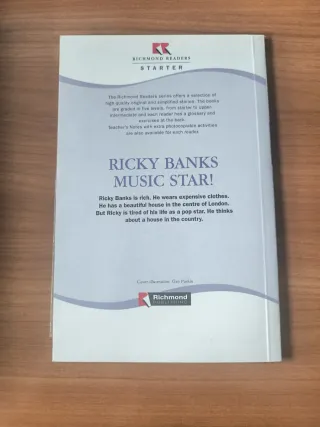 RICHMOND READERS
STARTER
The Richmond Readers series offers a selection of
high quality original and simplified stories. The books
are graded in five levels, from starter to upper
intermediate and each reader has a glossary and
exercises at the back.
Teacher's Notes with extra photocopiable activities
are also available for each reader.
RICKY BANKS
MUSIC STAR!
Ricky Banks is rich. He wears expensive clothes.
He has a beautiful house in the centre of London.
But Ricky is tired of his life as a pop star. He thinks
about a house in the country.
Cover illustration:
Richmond
PUBLISHING